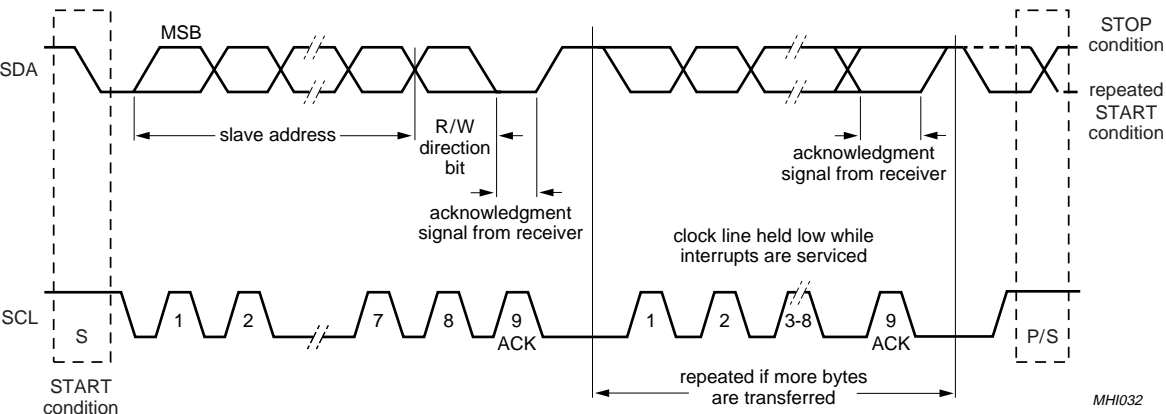 MSB
SDA
STOP
condition
repeated
START
condition
slave address
R/W
direction
bit
acknowledgment
signal from receiver
acknowledgment
signal from receiver
clock line held low while
interrupts are serviced
SCL
S
1
2
7
8
9
ACK
1
2
3-8
9
ACK
P/S
START
condition
repeated if more bytes
are transferred
MHI032